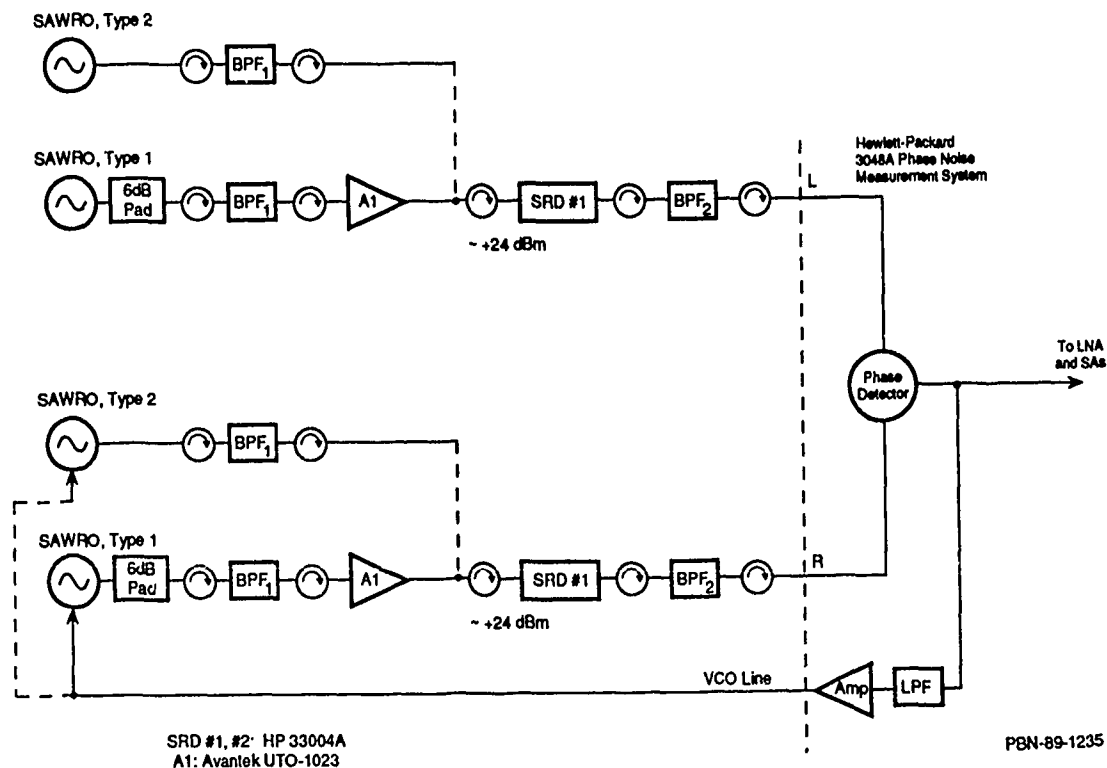 SAWRO, Type 2
BPF1
SAWRO, Type 1
6dB
Pad
BPF1
A1
~ +24 dBm
SRD #1
BPF2
Hewlett-Packard
3048A Phase Noise
Measurement System
L
Phase
Detector
To LNA
and SAs
SAWRO, Type 2
BPF1
SAWRO, Type 1
6dB
Pad
BPF1
A1
~ +24 dBm
SRD #1
BPF2
R
VCO Line
Amp
LPF
SRD #1, #2: HP 33004A
A1: Avantek UTO-1023
PBN-89-1235